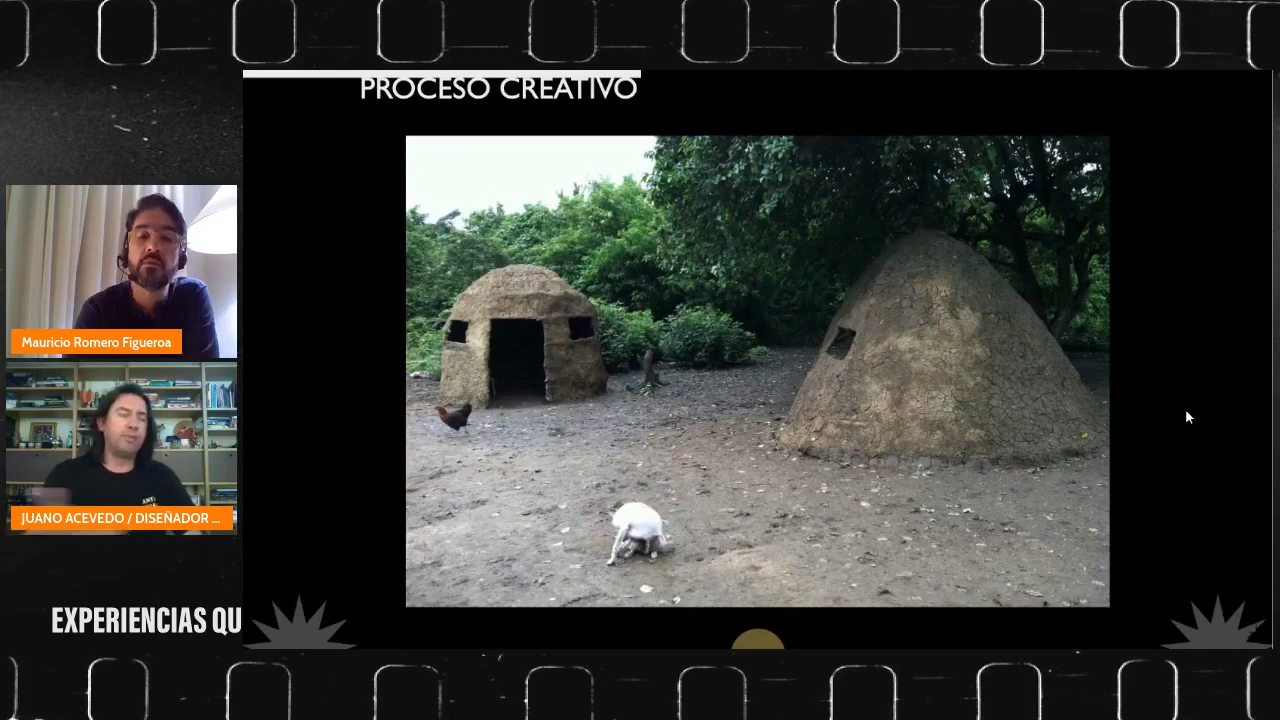 PROCESO CREATIVO
Mauricio Romero Figueroa
JUANO ACEVEDO / DISEÑADOR ...
EXPERIENCIAS QU